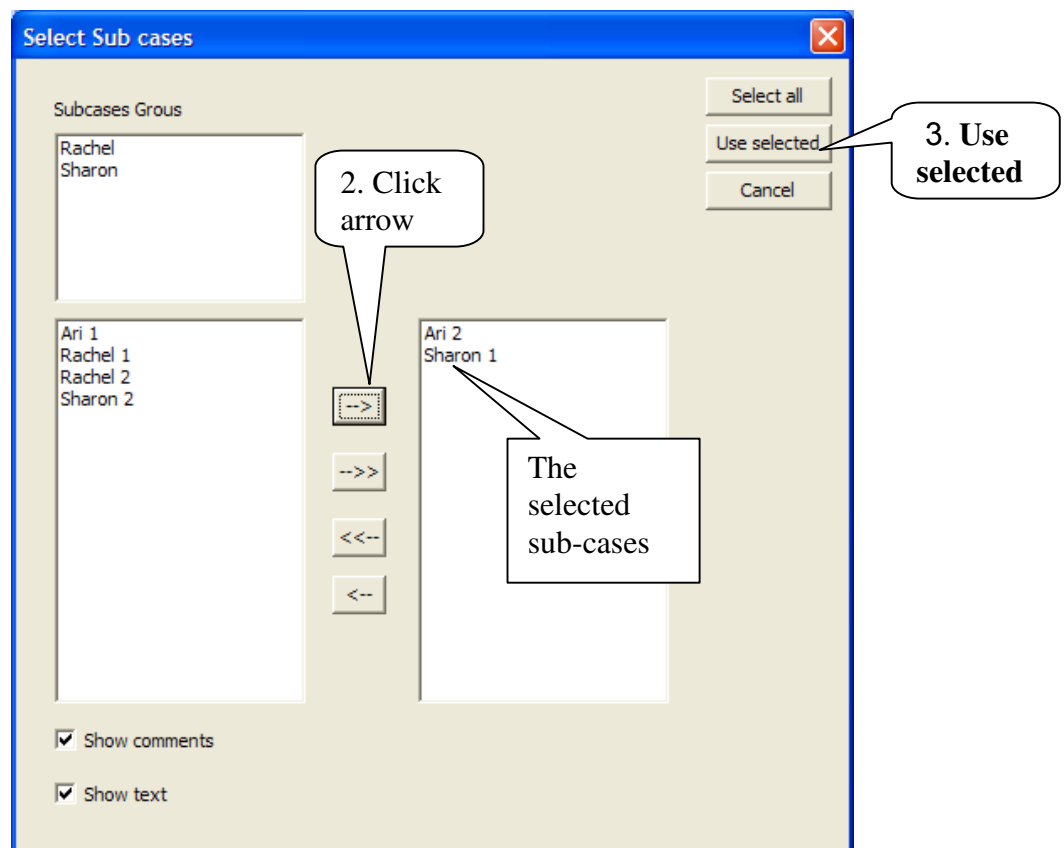 Select Sub cases
Subcases Grous
Rachel
Sharon
Select all
Use selected
Cancel
2. Click
arrow
3. Use
selected
Ari 1
Rachel 1
Rachel 2
Sharon 2
-->
-->>
<<--
<--
Ari 2
Sharon 1
The
selected
sub-cases
Show comments
Show text